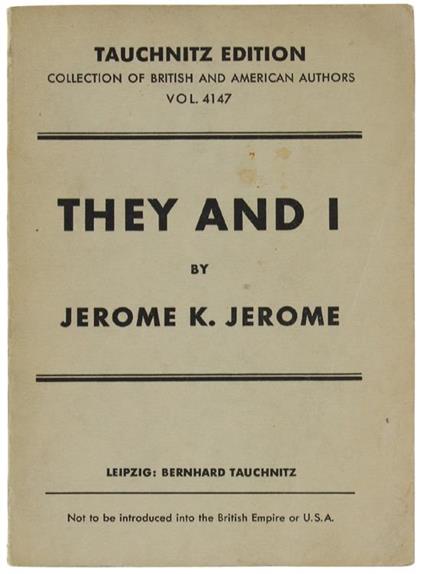 TAUCHNITZ EDITION
COLLECTION OF BRITISH AND AMERICAN AUTHORS
VOL. 4147
THEY AND I
BY
JEROME K. JEROME
LEIPZIG: BERNHARD TAUCHNITZ
Not to be introduced into the British Empire or U.S.A.